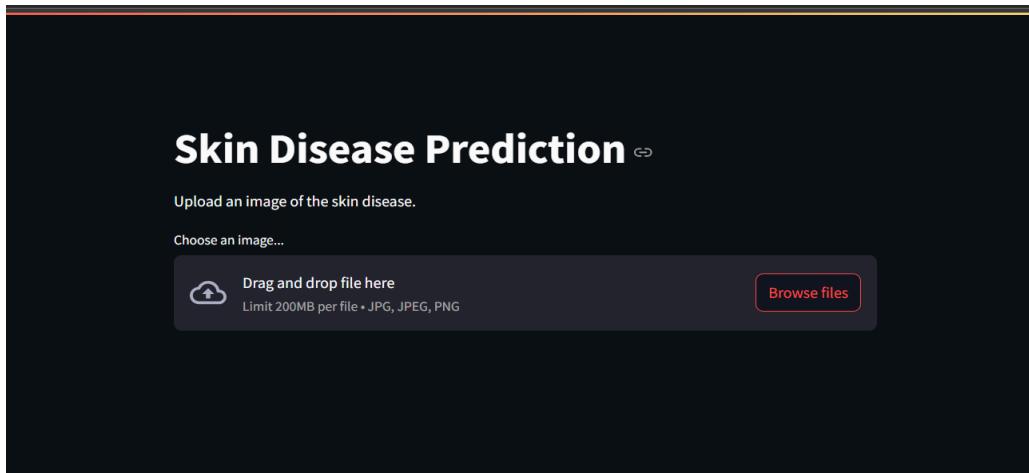 Skin Disease Prediction
Upload an image of the skin disease.
Choose an image...
Drag and drop file here
Limit 200MB per file • JPG, JPEG, PNG
Browse files